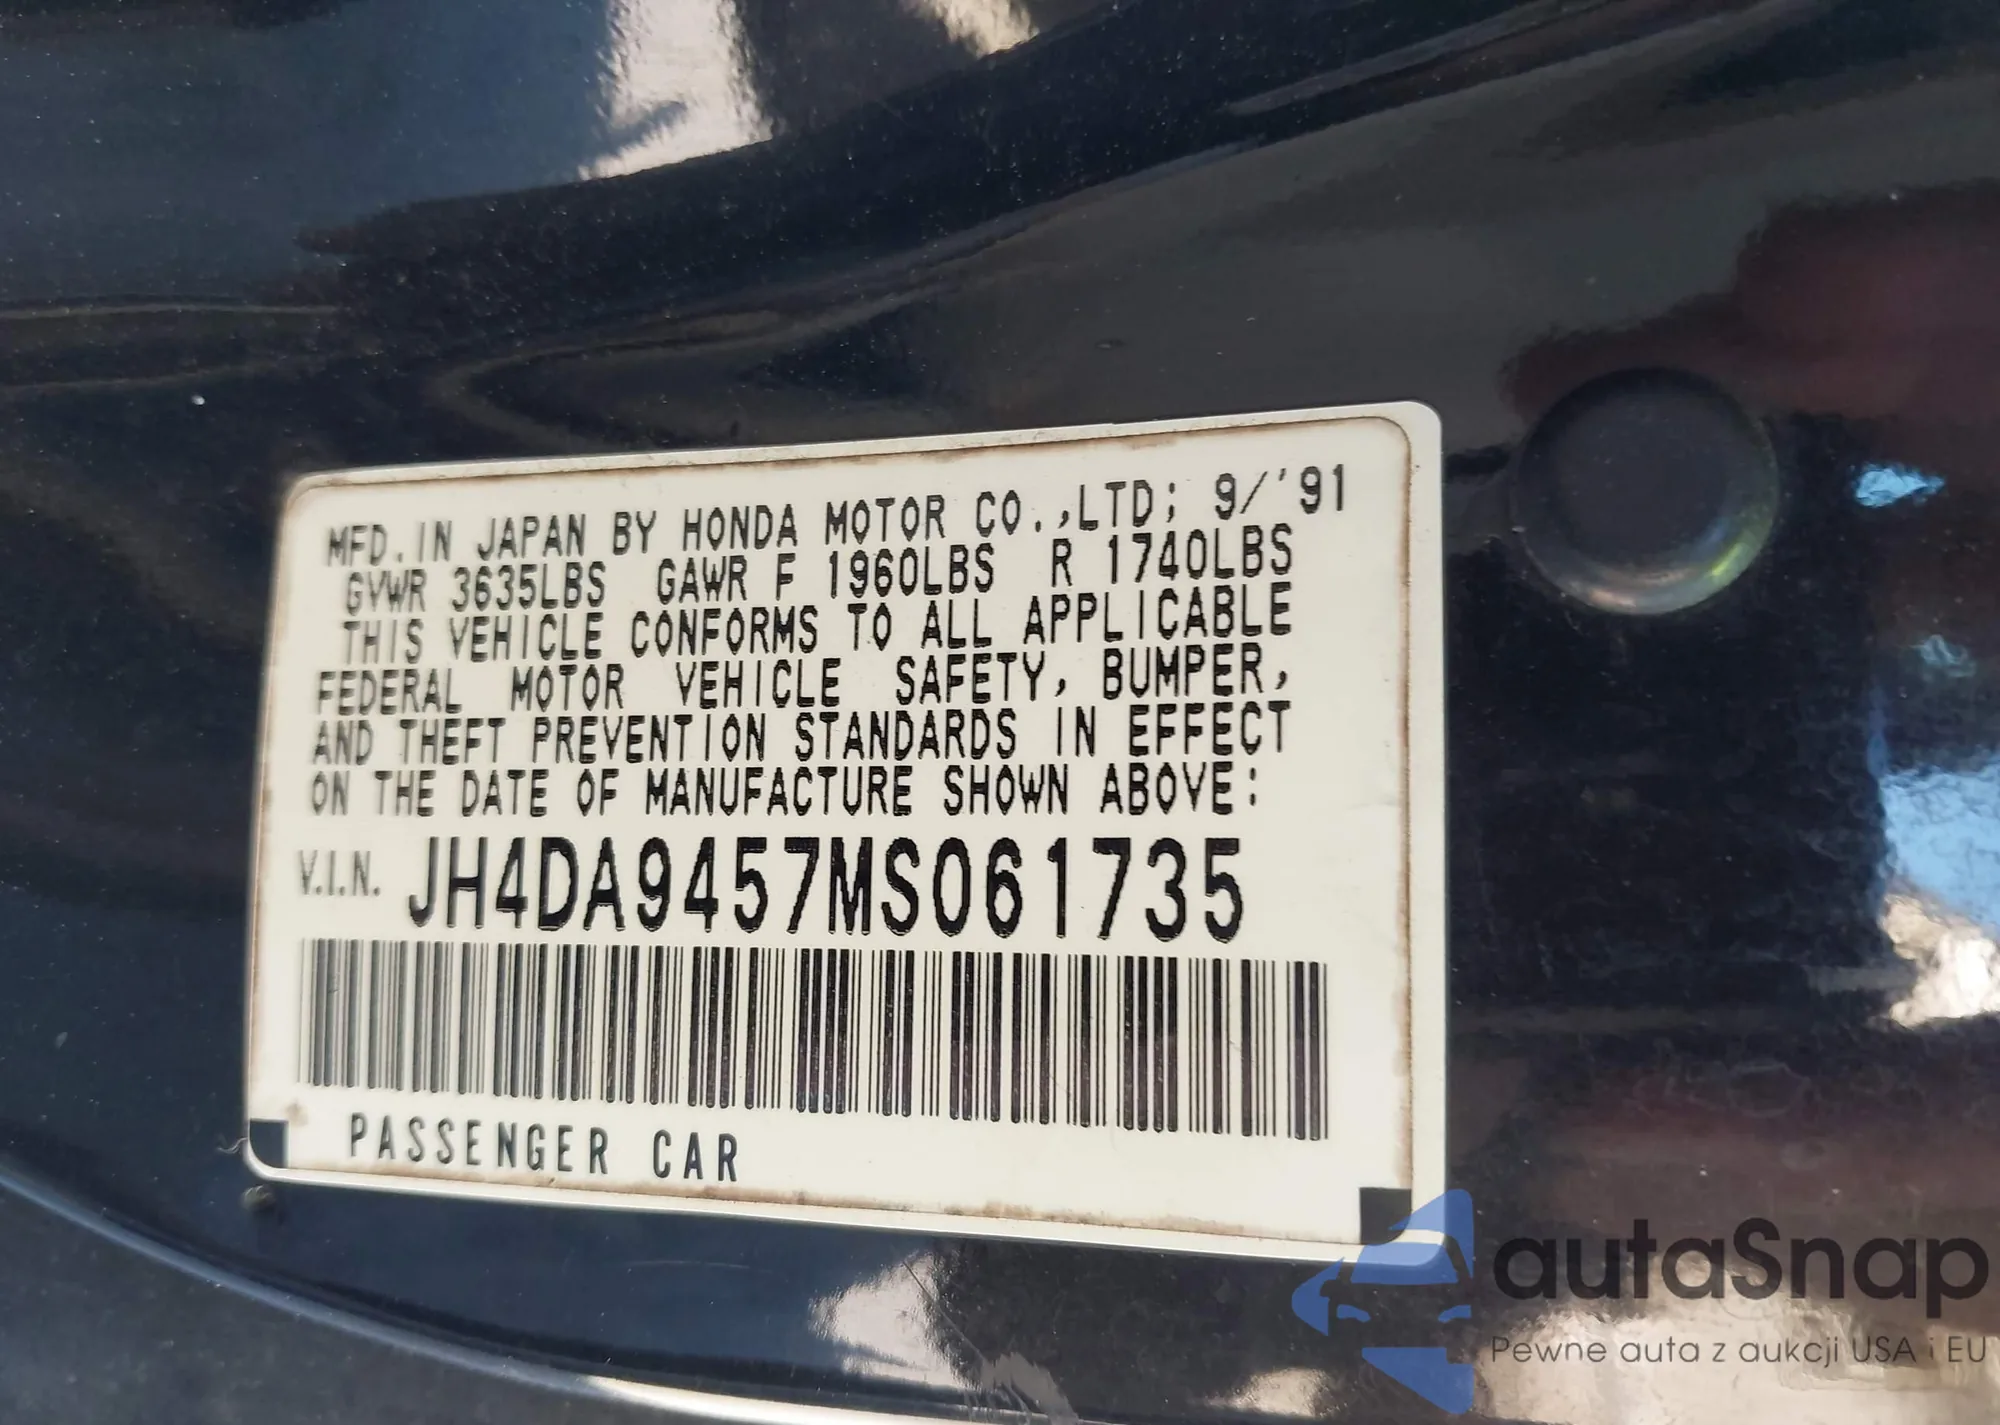 MFD. IN JAPAN BY HONDA MOTOR CO.,LTD; 9/'91
GVWR 3635LBS GAWR F 1960LBS R 1740LBS
THIS VEHICLE CONFORMS TO ALL APPLICABLE
FEDERAL MOTOR VEHICLE SAFETY, BUMPER,
AND THEFT PREVENTION STANDARDS IN EFFECT
ON THE DATE OF MANUFACTURE SHOWN ABOVE:
V.I.N. JH4DA9457MS061735
PASSENGER CAR
autaSnap
Pewne auta z aukcji USA i EU